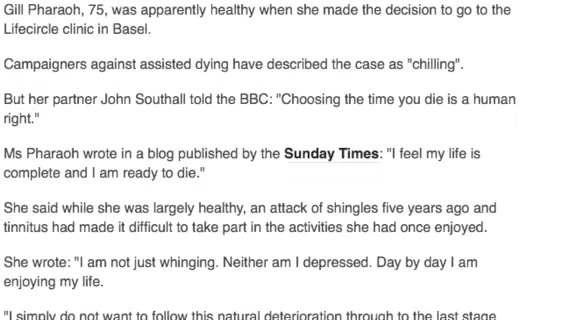 Gill Pharaoh, 75, was apparently healthy when she made the decision to go to the
Lifecircle clinic in Basel.
Campaigners against assisted dying have described the case as "chilling".
But her partner John Southall told the BBC: "Choosing the time you die is a human
right."
Ms Pharaoh wrote in a blog published by the Sunday Times: "I feel my life is
complete and I am ready to die."
She said while she was largely healthy, an attack of shingles five years ago and
tinnitus had made it difficult to take part in the activities she had once enjoyed.
She wrote: "I am not just whinging. Neither am I depressed. Day by day I am
enjoying my life.
"I simply do not want to follow this natural deterioration through to the last stage